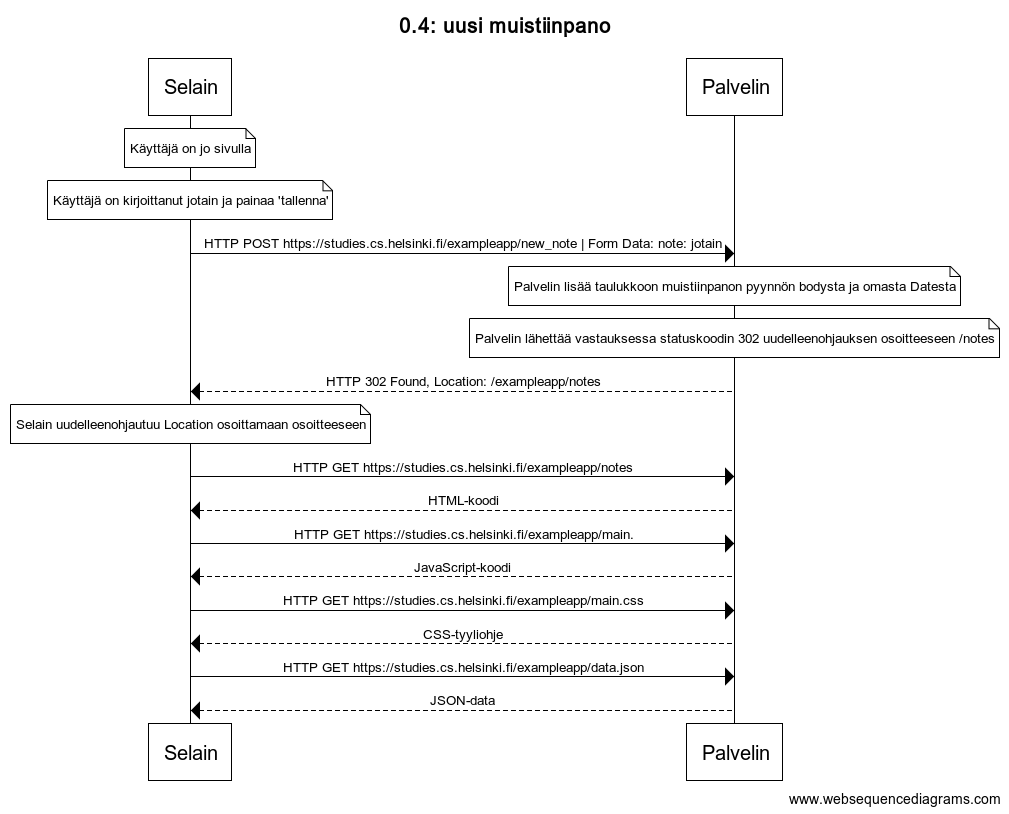 0.4: uusi muistiinpano
Selain
Palvelin
Käyttäjä on jo sivulla
Käyttäjä on kirjoittanut jotain ja painaa 'tallenna'
HTTP POST https://studies.cs.helsinki.fi/exampleapp/new_note | Form Data: note: jotain
Palvelin lisää taulukkoon muistiinpanon pyynnön bodysta ja omasta Datesta
Palvelin lähettää vastauksessa statuskoodin 302 uudelleenohjauksen osoitteeseen /notes
HTTP 302 Found, Location: /exampleapp/notes
Selain uudelleenohjautuu Location osoittamaan osoitteeseen
HTTP GET https://studies.cs.helsinki.fi/exampleapp/notes
HTML-koodi
HTTP GET https://studies.cs.helsinki.fi/exampleapp/main.
JavaScript-koodi
HTTP GET https://studies.cs.helsinki.fi/exampleapp/main.css
CSS-tyyliohje
HTTP GET https://studies.cs.helsinki.fi/exampleapp/data.json
JSON-data
Selain
Palvelin
www.websequencediagrams.com